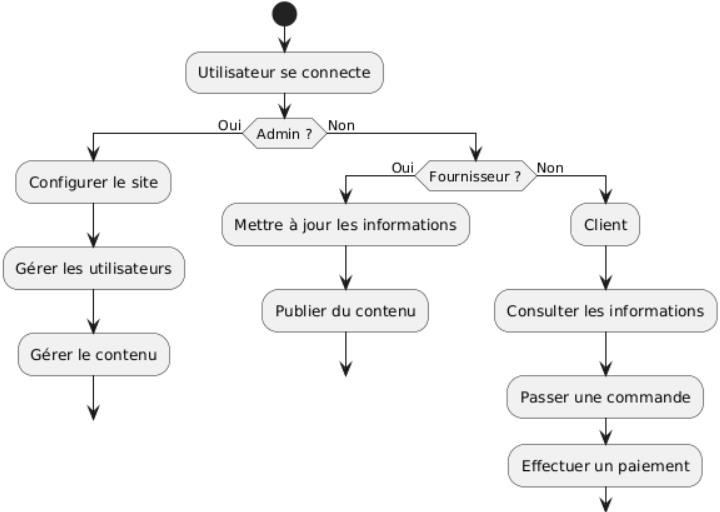 Utilisateur se connecte
Oui
Admin ?
Non
Configurer le site
Gérer les utilisateurs
Gérer le contenu
Oui
Fournisseur ?
Non
Mettre à jour les informations
Publier du contenu
Client
Consulter les informations
Passer une commande
Effectuer un paiement